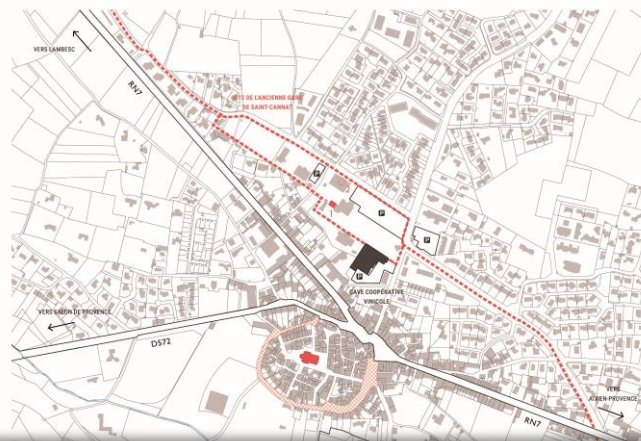 VERS LAMBESC
RN7
SITE DE L'ANCIENNE GARE
DE SAINT-CANNAT
P
P
P
P
CAVE COOPÉRATIVE
VINICOLE
VERS SALON DE PROVENCE
D572
VERS
AIX-EN-PROVENCE
RN7